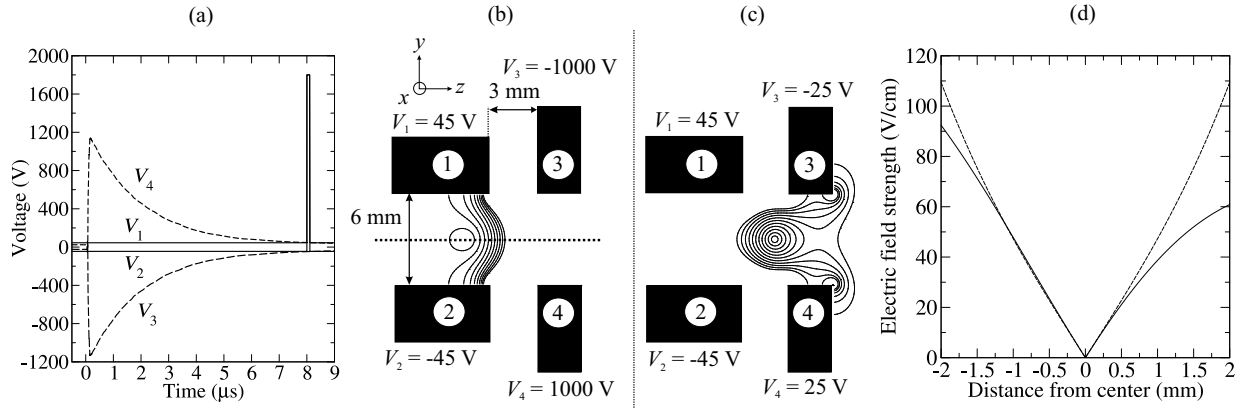 (a)
2000
1600
1200
800
400
0
-400
-800
-1200
Voltage (V)
V4
V1
V2
V3
0 1 2 3 4 5 6 7 8 9
Time (μs)
(b)
y
x
z
V3 = -1000 V
3 mm
V1 = 45 V
1
3
6 mm
2
4
V2 = -45 V
V4 = 1000 V
(c)
V3 = -25 V
V1 = 45 V
1
3
2
4
V2 = -45 V
V4 = 25 V
(d)
120
100
80
60
40
20
0
Electric field strength (V/cm)
-2 -1.5 -1 -0.5 0 0.5 1 1.5 2
Distance from center (mm)